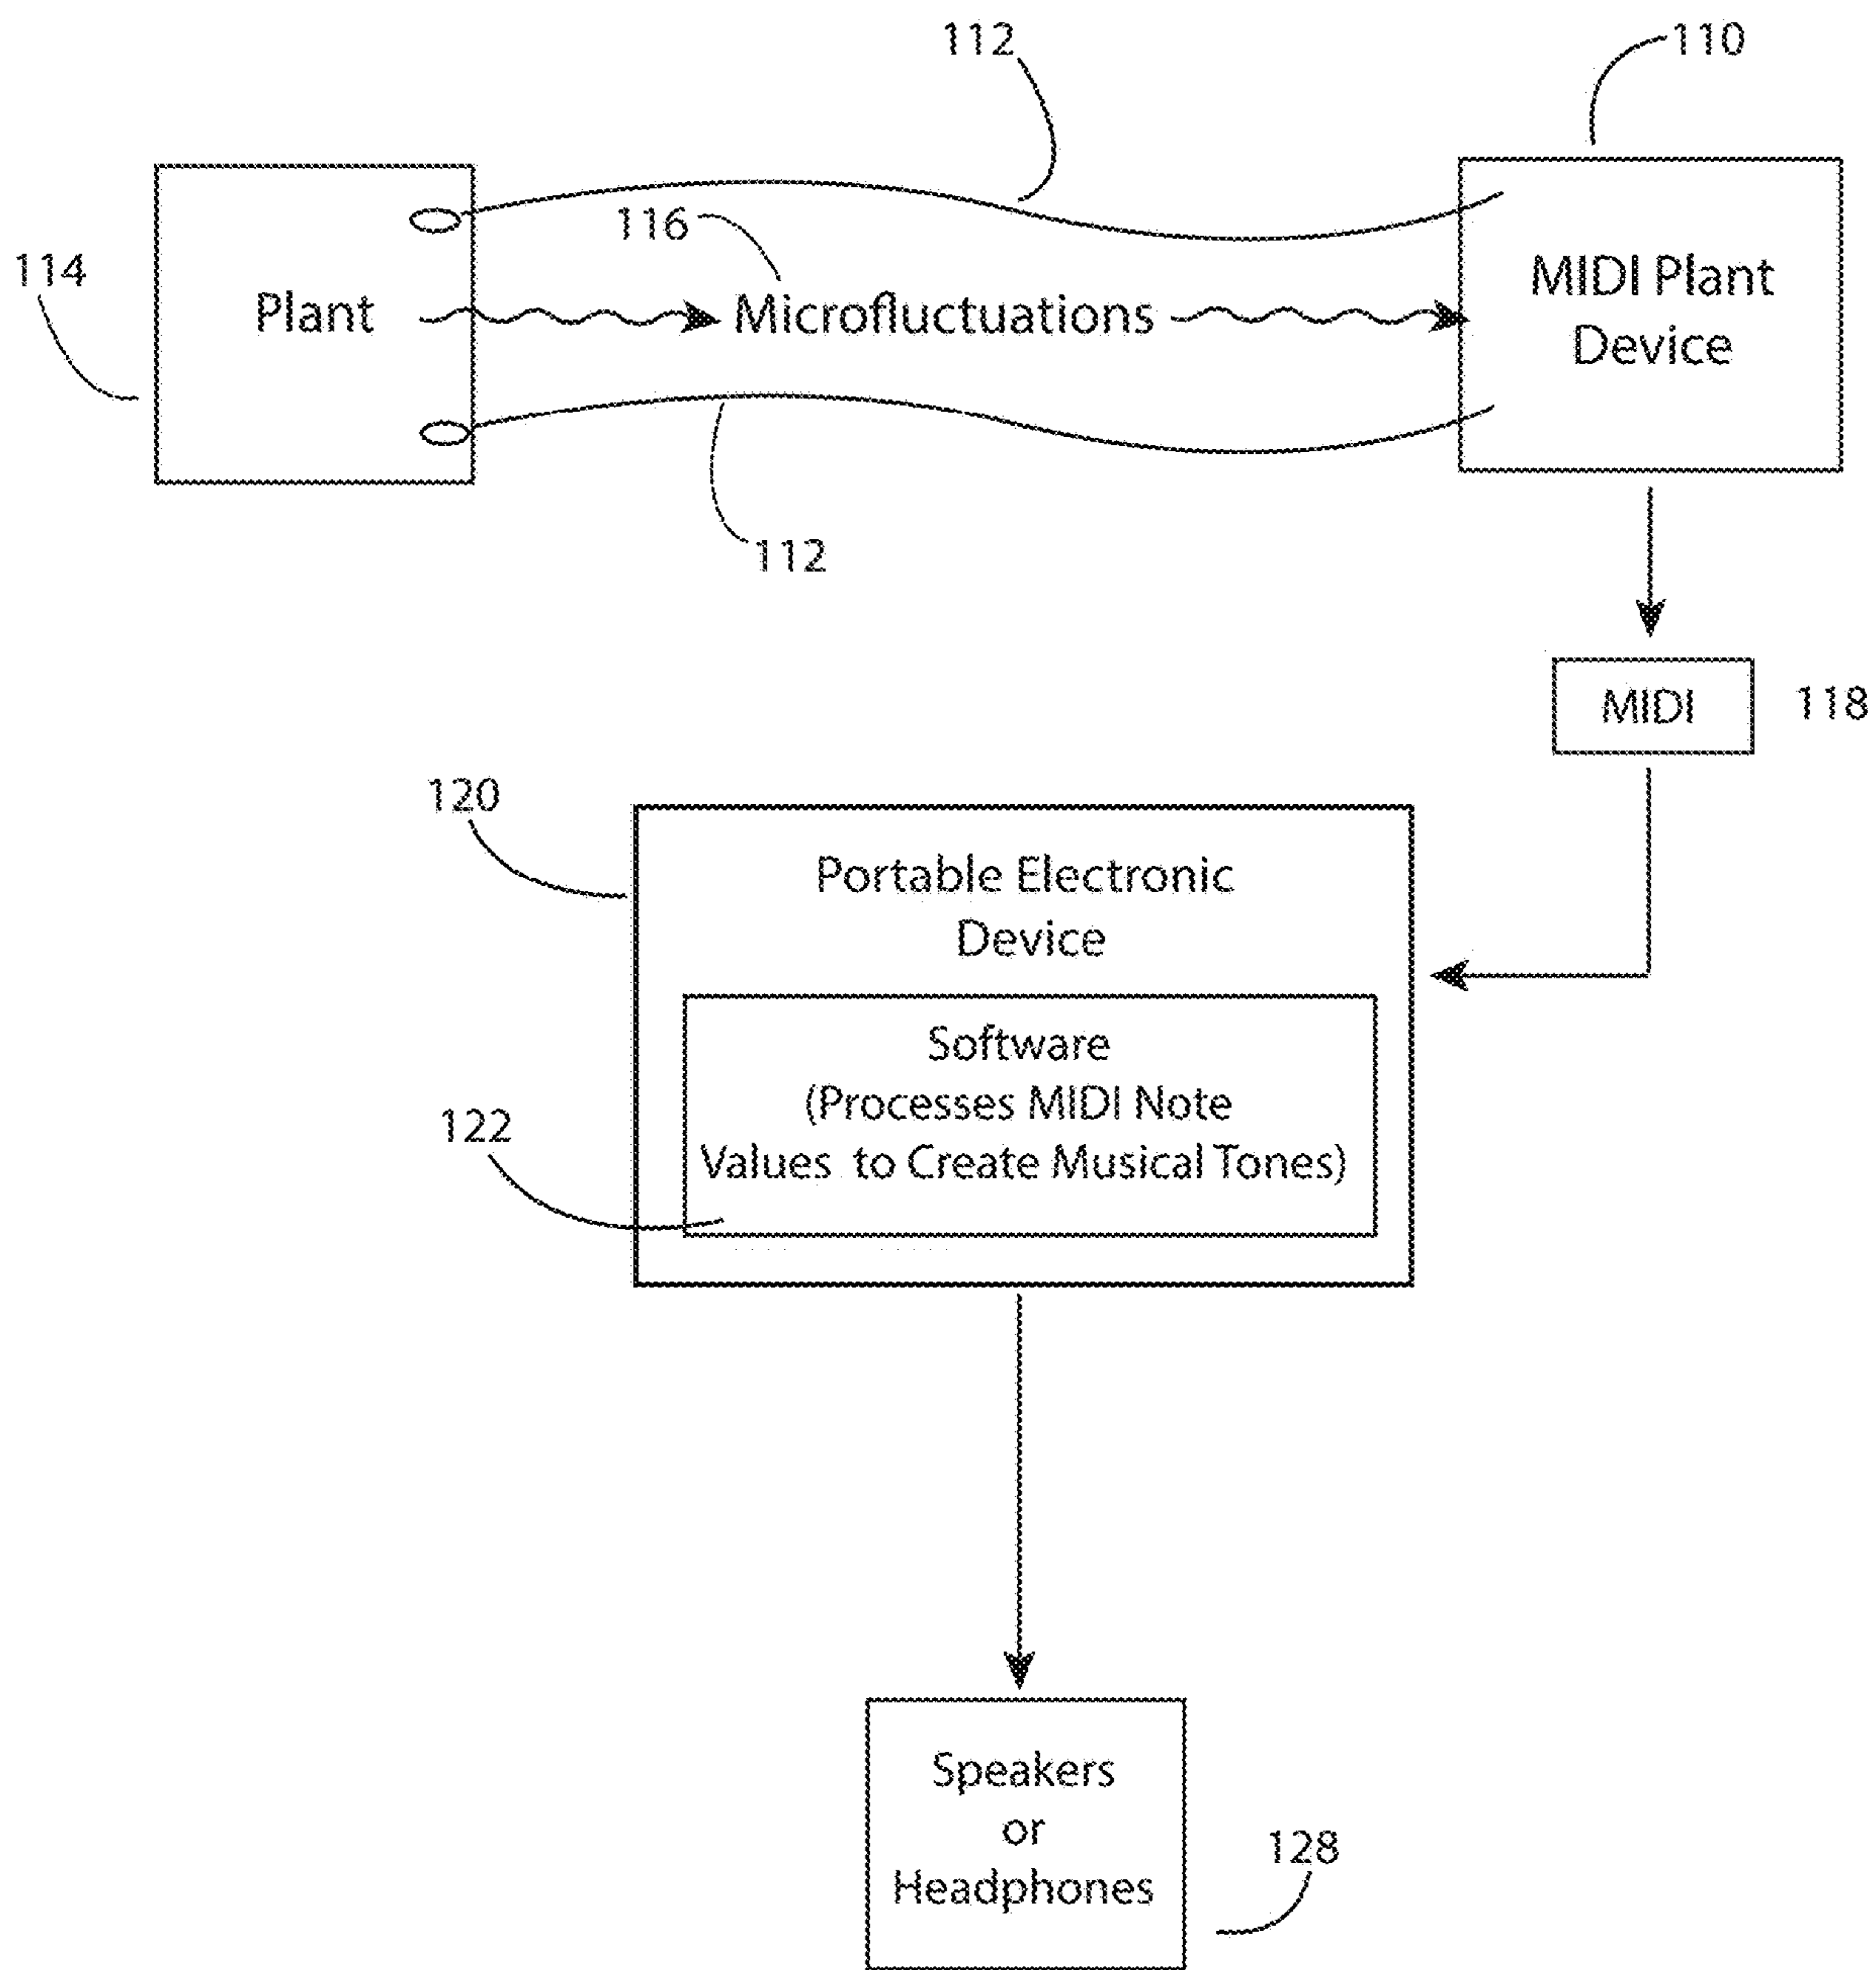 112
110
116
114
Plant
Microfluctuations
MIDI Plant
Device
112
MIDI
118
120
Portable Electronic
Device
Software
(Processes MIDI Note
Values to Create Musical Tones)
122
Speakers
or
Headphones
128